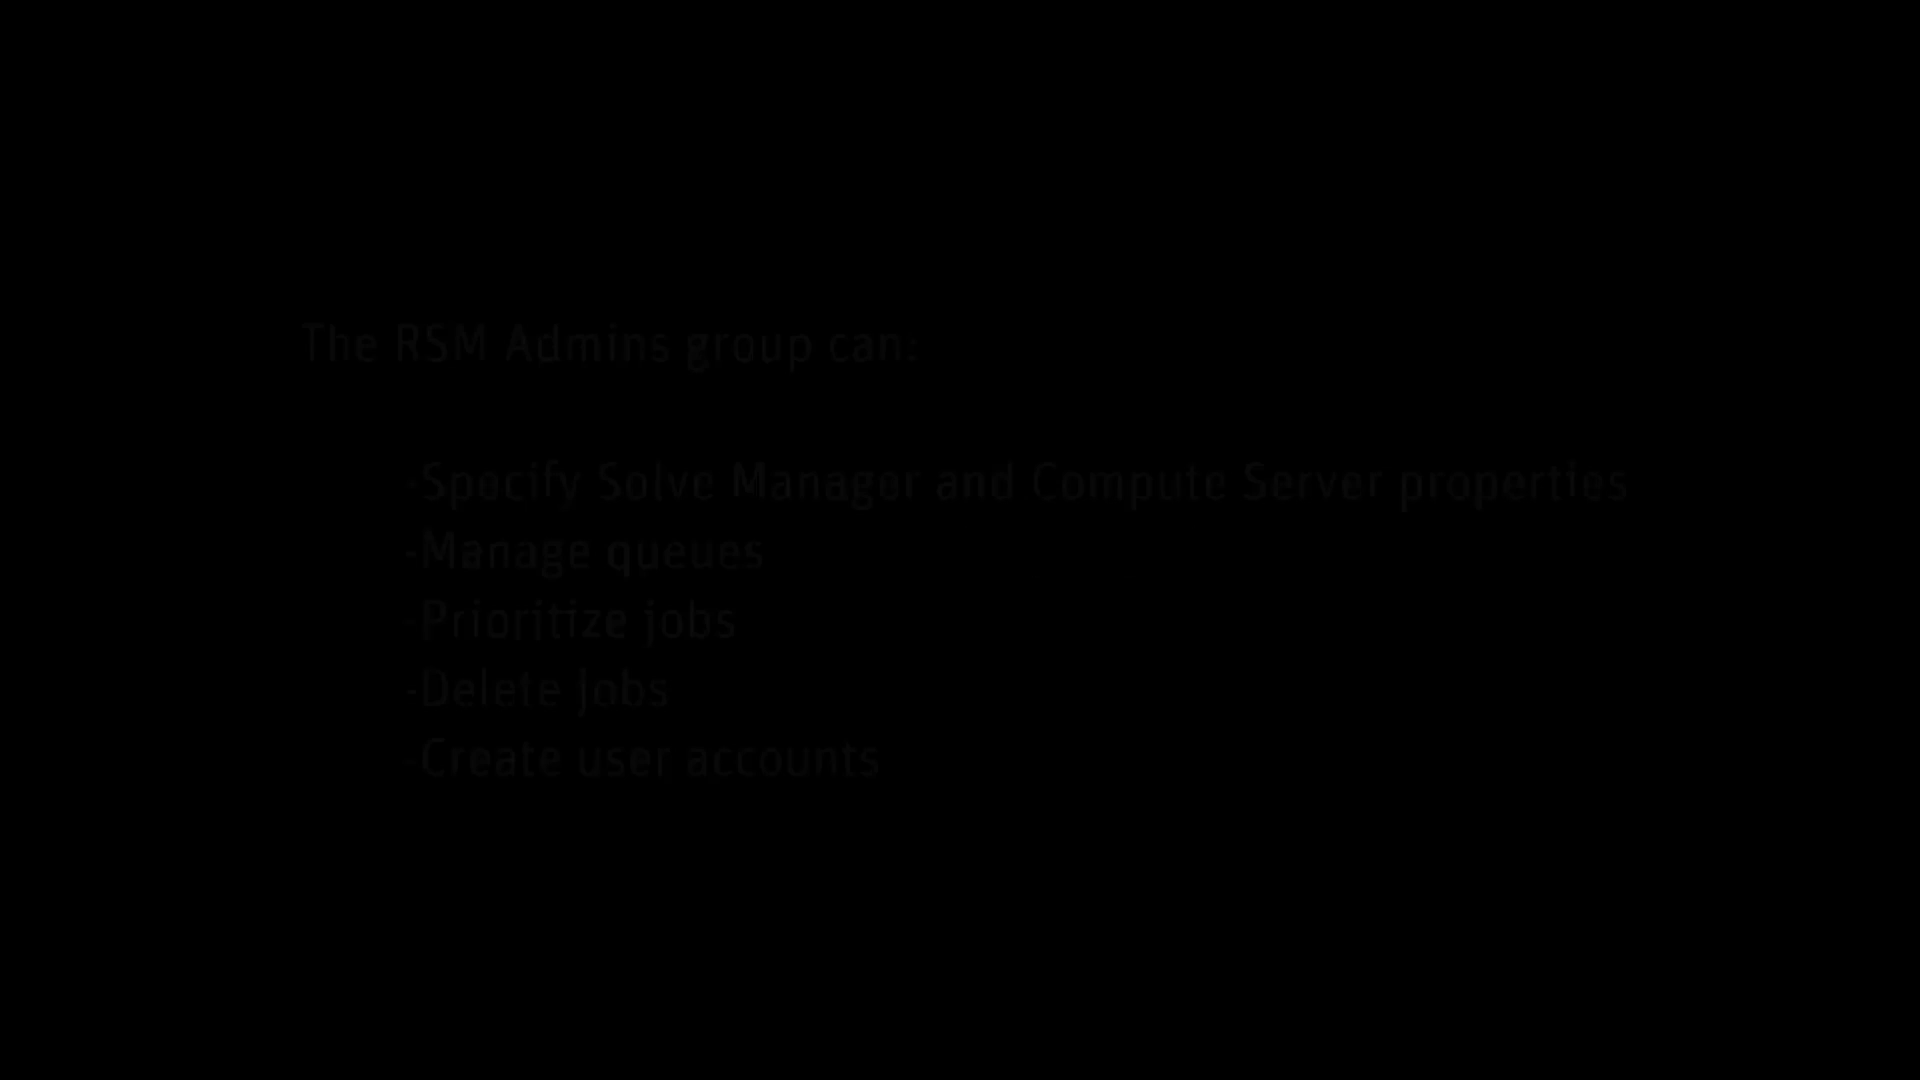 The RSM Admins group can:
-Specify Solve Manager and Compute Server properties
-Manage queues
-Prioritize jobs
-Delete jobs
-Create user accounts